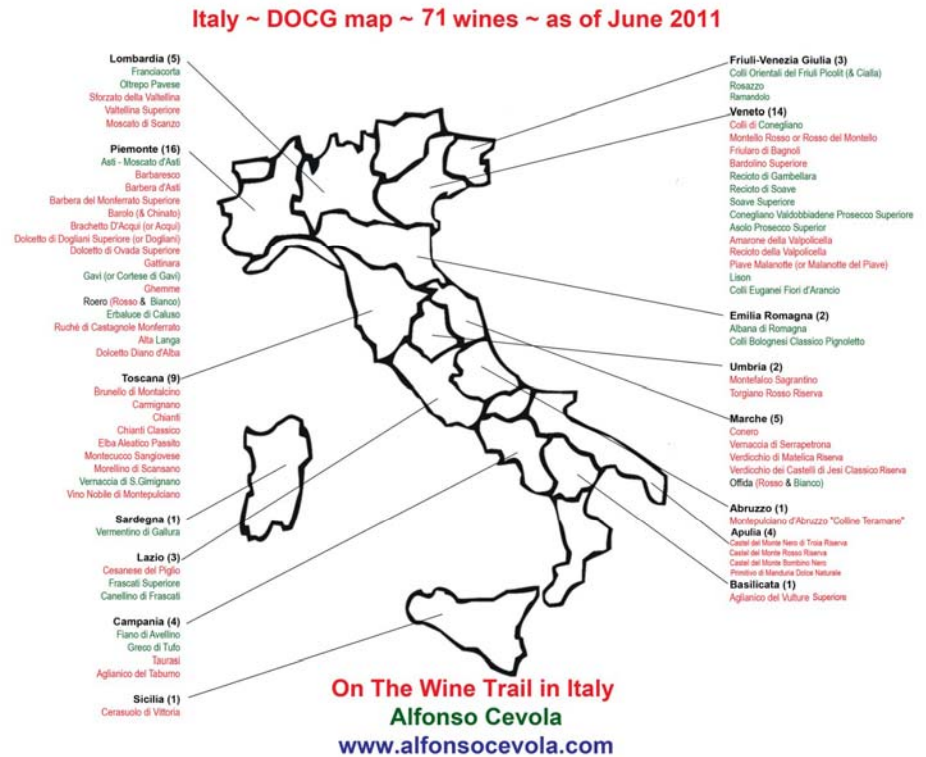 Italy ~ DOCG map ~ 71 wines ~ as of June 2011
Lombardia (5)
Franciacorta
Oltrepo Pavese
Sforzato della Valtellina
Valtellina Superiore
Moscato di Scanzo
Piemonte (16)
Asti - Moscato d'Asti
Barbaresco
Barbera d'Asti
Barbera del Monferrato Superiore
Barolo (& Chinato)
Brachetto D'Acqui (or Acqui)
Dolcetto di Dogliani Superiore (or Dogliani)
Dolcetto di Ovada Superiore
Gattinara
Gavi (or Cortese di Gavi)
Ghemme
Roero (Rosso & Bianco)
Erbaluce di Caluso
Ruchè di Castagnole Monferrato
Alta Langa
Dolcetto Diano d'Alba
Toscana (9)
Brunello di Montalcino
Carmignano
Chianti
Chianti Classico
Elba Aleatico Passito
Montecucco Sangiovese
Morellino di Scansano
Vernaccia di S.Gimignano
Vino Nobile di Montepulciano
Sardegna (1)
Vermentino di Gallura
Lazio (3)
Cesanese del Piglio
Frascati Superiore
Canellino di Frascati
Campania (4)
Fiano di Avellino
Greco di Tufo
Taurasi
Aglianico del Taburno
Sicilia (1)
Cerasuolo di Vittoria
Friuli-Venezia Giulia (3)
Colli Orientali del Friuli Picolit (& Cialla)
Rosazzo
Ramandolo
Veneto (14)
Colli di Conegliano
Montello Rosso or Rosso del Montello
Friularo di Bagnoli
Bardolino Superiore
Recioto di Gambellara
Recioto di Soave
Soave Superiore
Conegliano Valdobbiadene Prosecco Superiore
Asolo Prosecco Superior
Amarone della Valpolicella
Recioto della Valpolicella
Piave Malanotte (or Malanotte del Piave)
Lison
Colli Euganei Fiori d'Arancio
Emilia Romagna (2)
Albana di Romagna
Colli Bolognesi Classico Pignoletto
Umbria (2)
Montefalco Sagrantino
Torgiano Rosso Riserva
Marche (5)
Conero
Vernaccia di Serrapetrona
Verdicchio di Matelica Riserva
Verdicchio dei Castelli di Jesi Classico Riserva
Offida (Rosso & Bianco)
Abruzzo (1)
Montepulciano d'Abruzzo "Colline Teramane"
Apulia (4)
Castel del Monte Nero di Troia Riserva
Castel del Monte Rosso Riserva
Castel del Monte Bombino Nero
Primitivo di Manduria Dolce Naturale
Basilicata (1)
Aglianico del Vulture Superiore
On The Wine Trail in Italy
Alfonso Cevola
www.alfonsocevola.com